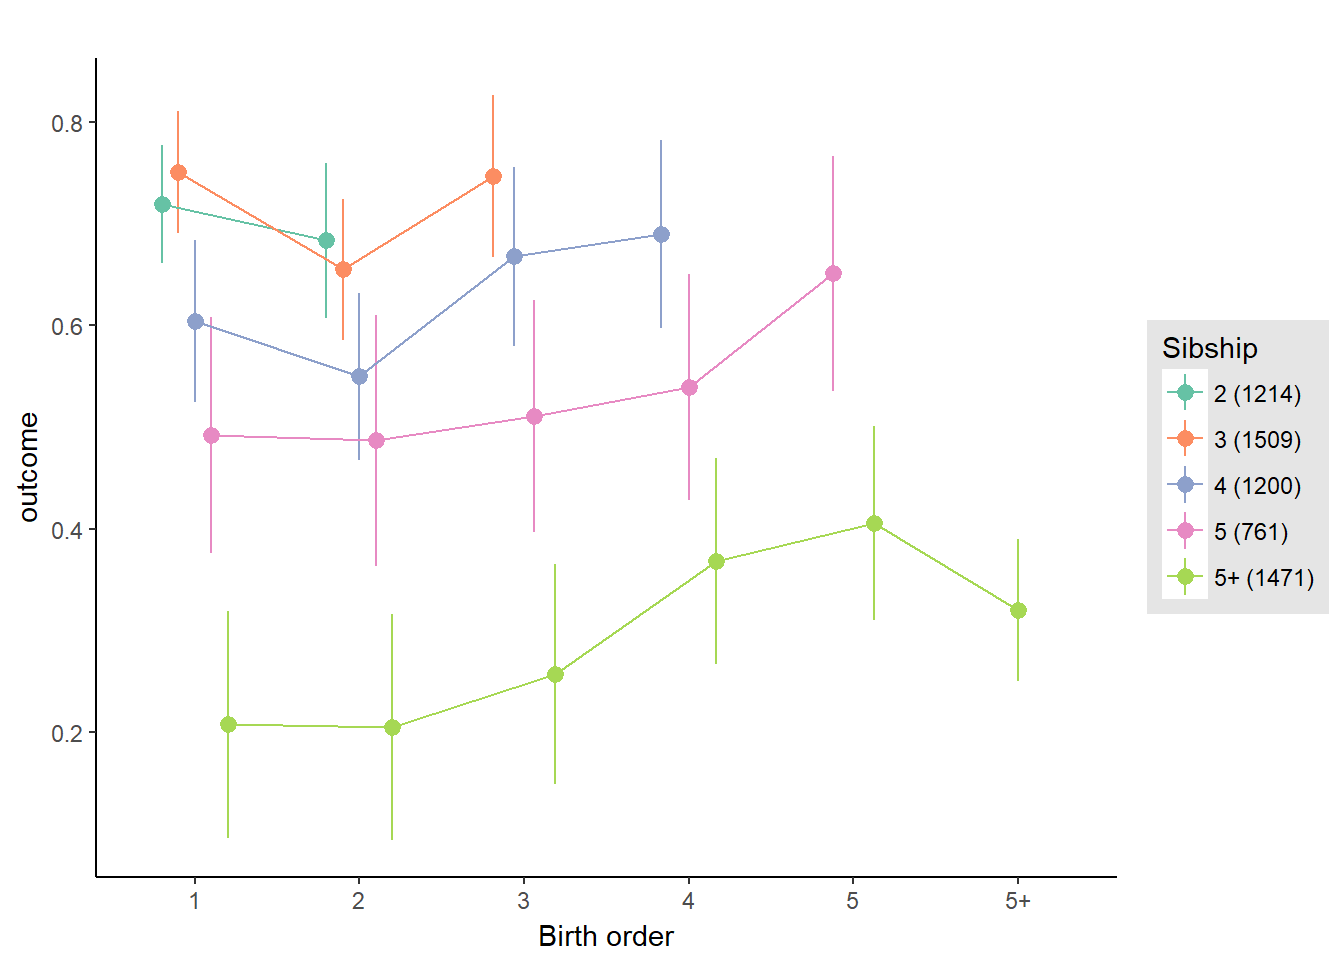 0.8
0.6
0.4
0.2
outcome
1 2 3 4 5 5+
Birth order
Sibship
2 (1214)
3 (1509)
4 (1200)
5 (761)
5+ (1471)